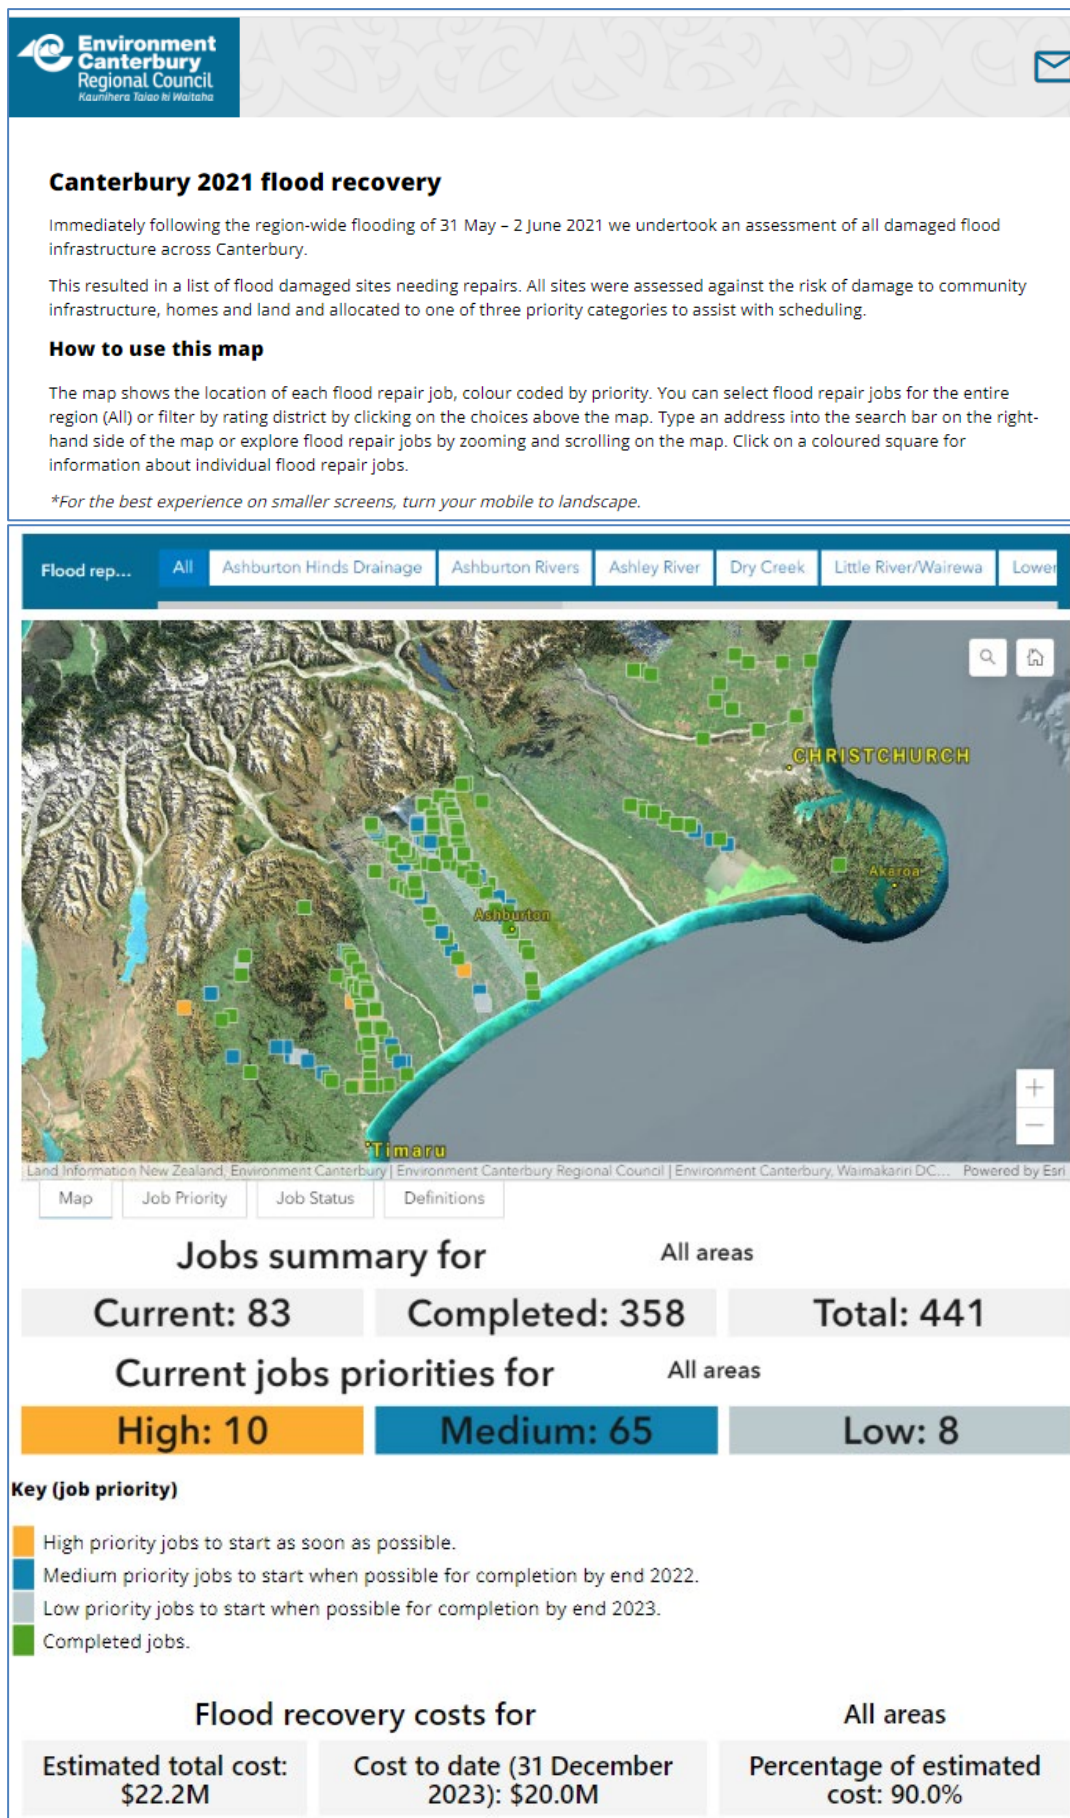 Environment
Canterbury
Regional Council
Kaunihera Taiao ki Waitaha
Canterbury 2021 flood recovery
Immediately following the region-wide flooding of 31 May – 2 June 2021 we undertook an assessment of all damaged flood
infrastructure across Canterbury.
This resulted in a list of flood damaged sites needing repairs. All sites were assessed against the risk of damage to community
infrastructure, homes and land and allocated to one of three priority categories to assist with scheduling.
How to use this map
The map shows the location of each flood repair job, colour coded by priority. You can select flood repair jobs for the entire
region (All) or filter by rating district by clicking on the choices above the map. Type an address into the search bar on the right-
hand side of the map or explore flood repair jobs by zooming and scrolling on the map. Click on a coloured square for
information about individual flood repair jobs.
*For the best experience on smaller screens, turn your mobile to landscape.
Flood rep... All Ashburton Hinds Drainage Ashburton Rivers Ashley River Dry Creek Little River/Wairewa Lower
CHRISTCHURCH
Akaroa
Ashburton
Timaru
Land Information New Zealand, Environment Canterbury | Environment Canterbury Regional Council | Environment Canterbury, Waimakariri DC... Powered by Esri
Map Job Priority Job Status Definitions
Jobs summary for All areas
Current: 83 Completed: 358 Total: 441
Current jobs priorities for All areas
High: 10 Medium: 65 Low: 8
Key (job priority)
High priority jobs to start as soon as possible.
Medium priority jobs to start when possible for completion by end 2022.
Low priority jobs to start when possible for completion by end 2023.
Completed jobs.
Flood recovery costs for All areas
Estimated total cost: Cost to date (31 December Percentage of estimated
$22.2M 2023): $20.0M cost: 90.0%